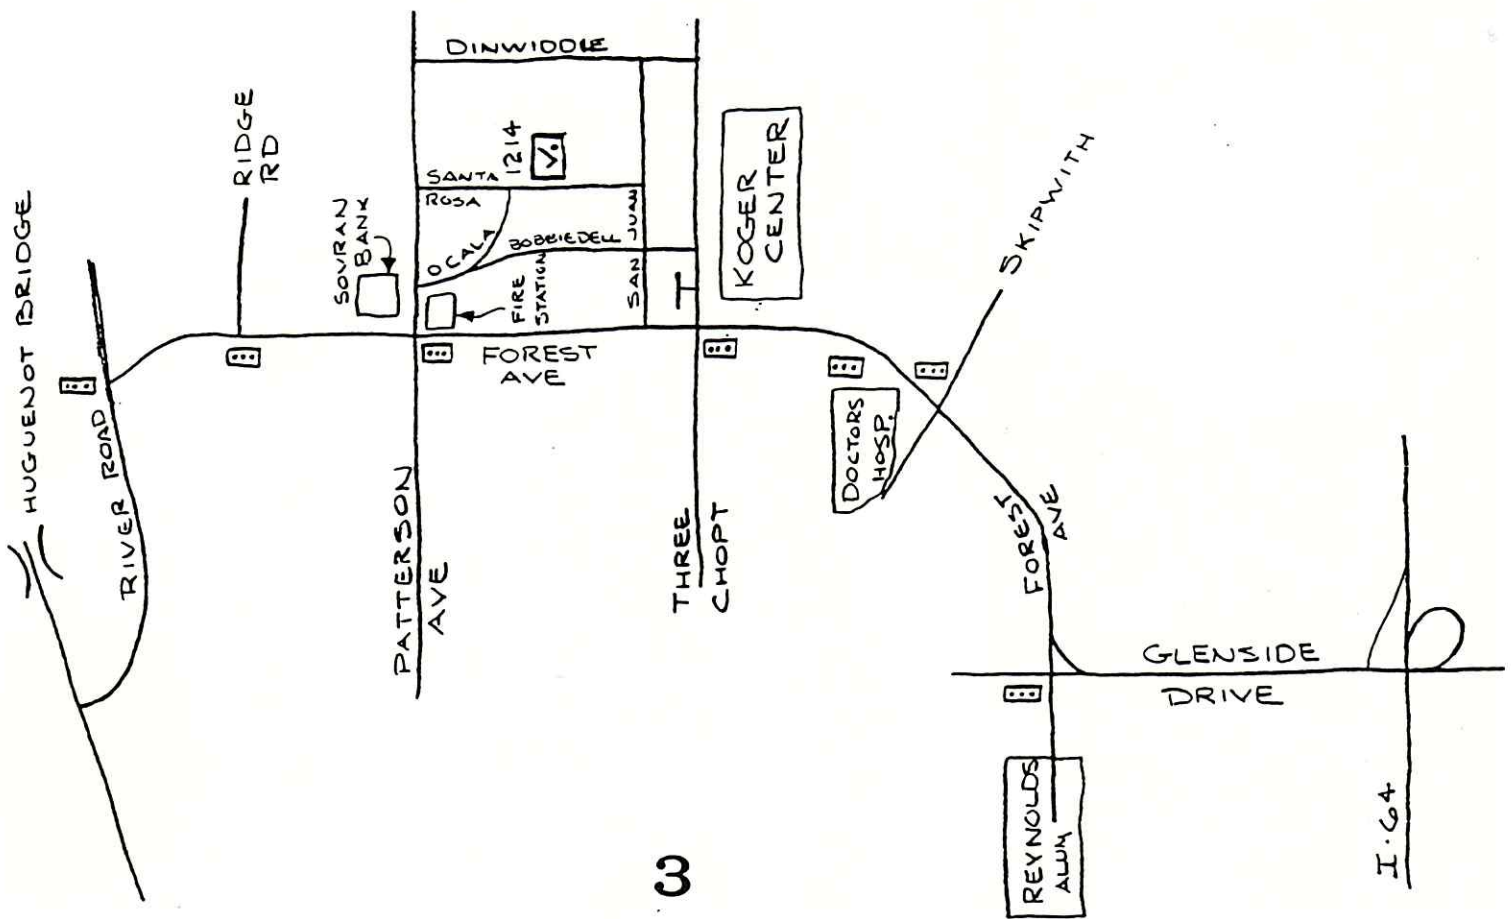 DINWIDDIE
RIDGE
RD
1214
V.
SANTA
ROSA
KOGER
CENTER
SKIPWITH
HUGUENOT BRIDGE
SOVRAN
BANK
OCALA
BOBBIEDELL
SAN JUAN
FIRE
STATION
FOREST
AVE
RIVER ROAD
DOCTORS
HOSP.
PATTERSON
AVE
THREE
CHOPT
FOREST
AVE
GLENSIDE
DRIVE
REYNOLDS
ALUM
I.64
3